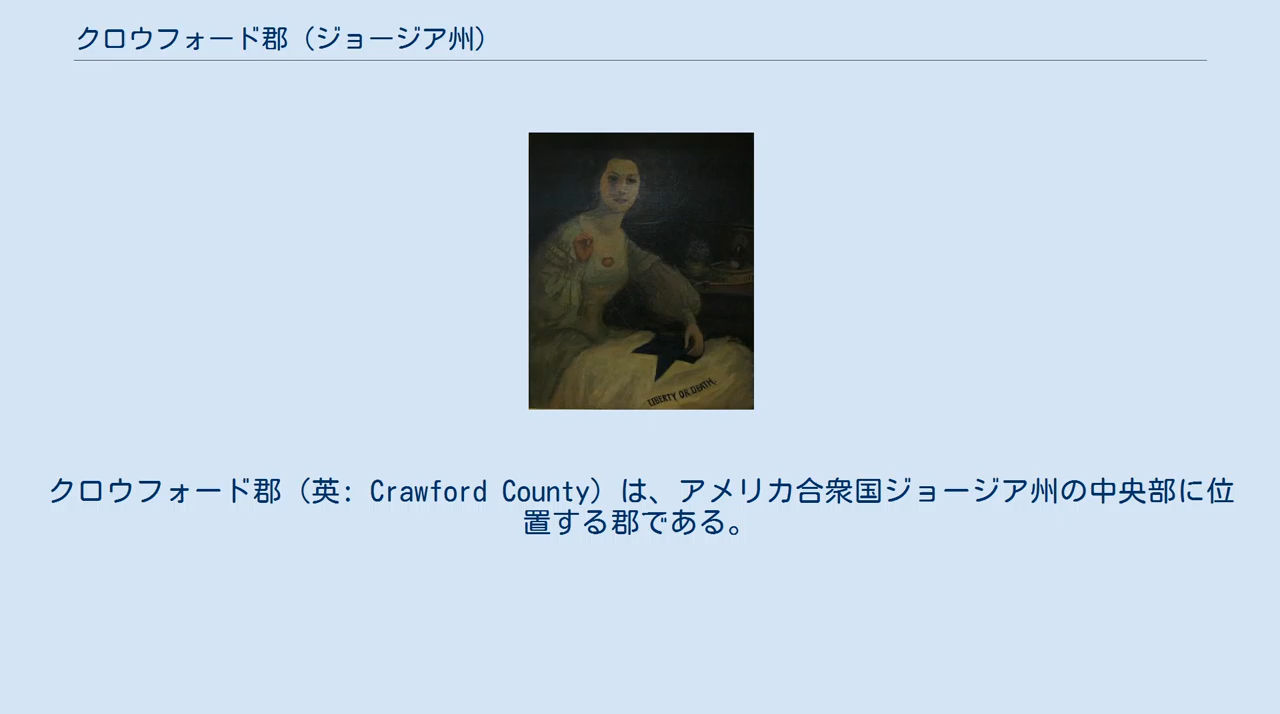 クロウフォード郡（ジョージア州）
LIBERTY OR DEATH
クロウフォード郡（英: Crawford County）は、アメリカ合衆国ジョージア州の中央部に位
置する郡である。